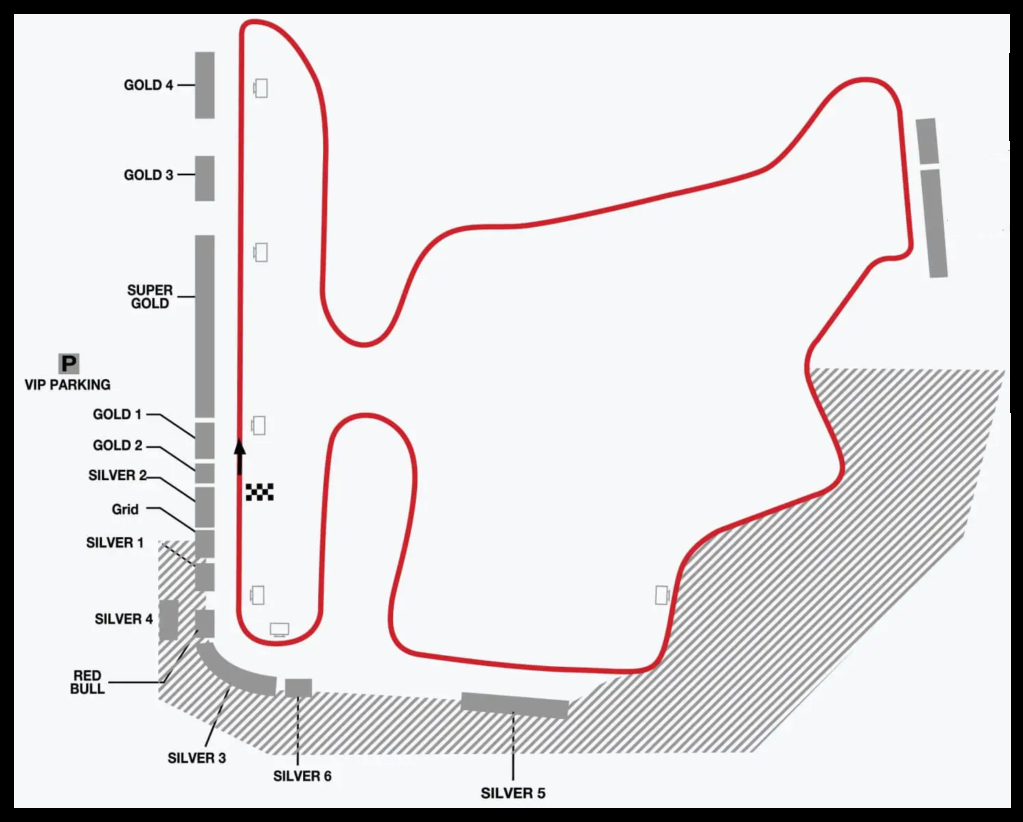 GOLD 4
GOLD 3
SUPER
GOLD
P
VIP PARKING
GOLD 1
GOLD 2
SILVER 2
Grid
SILVER 1
SILVER 4
RED
BULL
SILVER 3
SILVER 6
SILVER 5